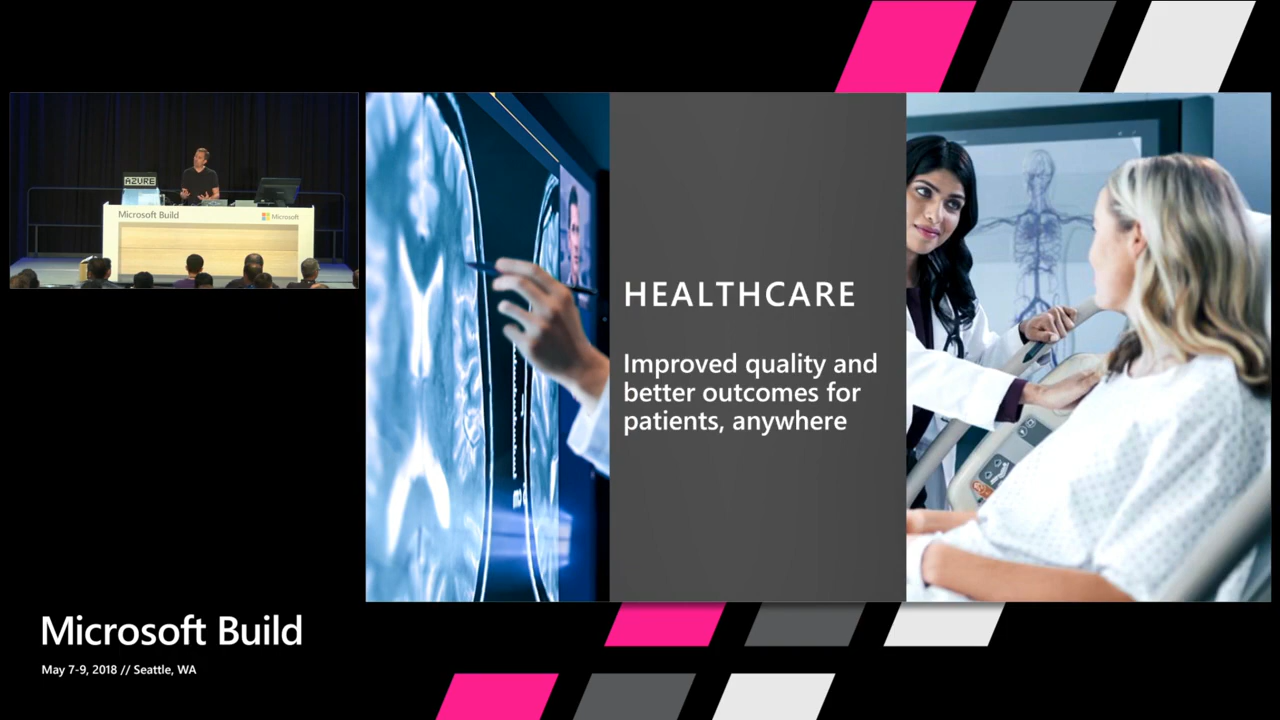 AZURE
Microsoft Build
Microsoft
HEALTHCARE
Improved quality and
better outcomes for
patients, anywhere
Microsoft Build
May 7-9, 2018 // Seattle, WA